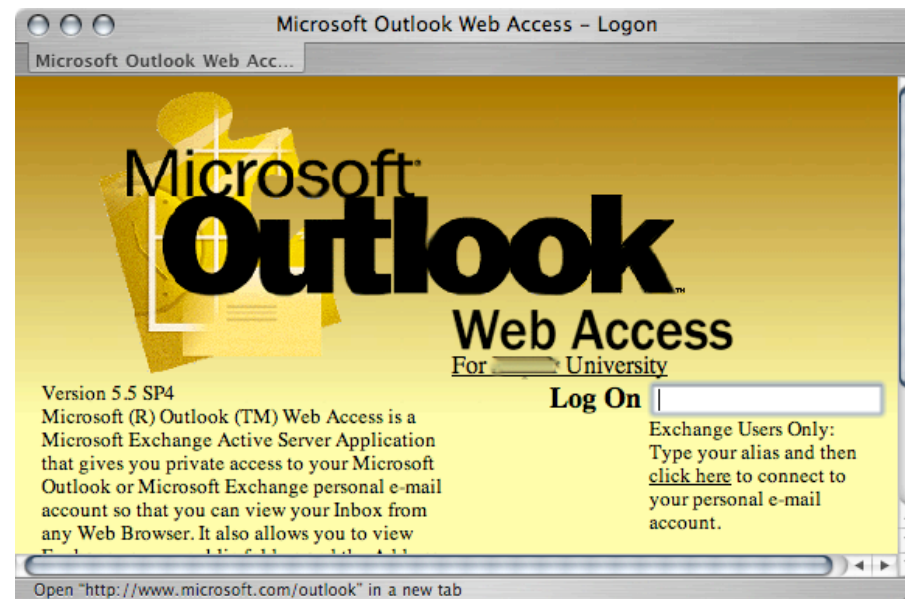 Microsoft Outlook Web Access – Logon
Microsoft Outlook Web Acc...
Microsoft®
Outlook™
Web Access
For University
Version 5.5 SP4
Microsoft (R) Outlook (TM) Web Access is a
Microsoft Exchange Active Server Application
that gives you private access to your Microsoft
Outlook or Microsoft Exchange personal e-mail
account so that you can view your Inbox from
any Web Browser. It also allows you to view
Log On
Exchange Users Only:
Type your alias and then
click here to connect to
your personal e-mail
account.
Open "http://www.microsoft.com/outlook" in a new tab